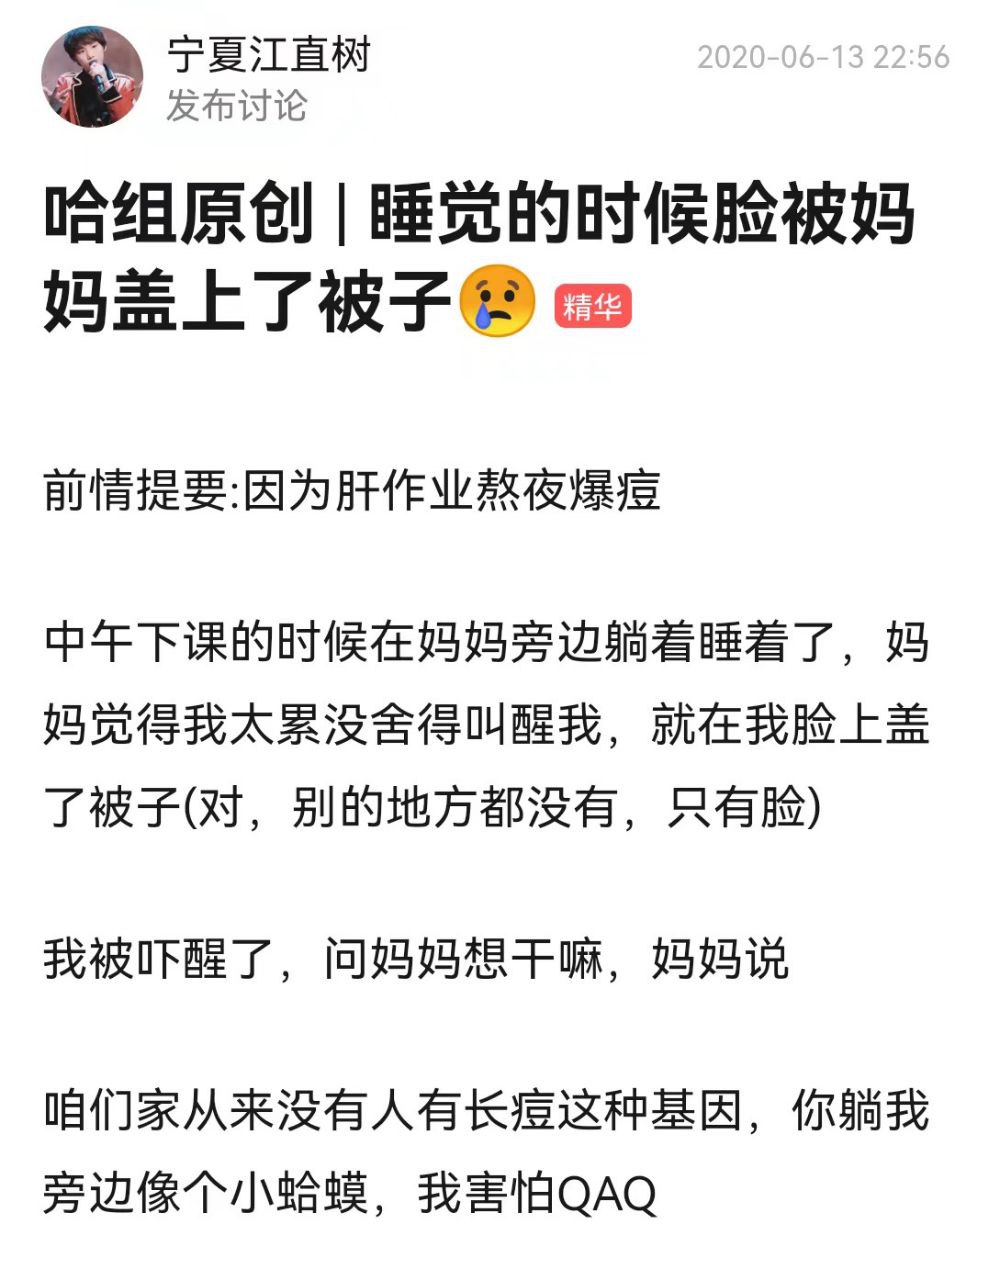 宁夏江直树
2020-06-13 22:56
发布讨论
哈组原创 | 睡觉的时候脸被妈
妈盖上了被子😢 精华
前情提要:因为肝作业熬夜爆痘
中午下课的时候在妈妈旁边躺着睡着了，妈
妈觉得我太累没舍得叫醒我，就在我脸上盖
了被子(对，别的地方都没有，只有脸)
我被吓醒了，问妈妈想干嘛，妈妈说
咱们家从来没有人有长痘这种基因，你躺我
旁边像个小蛤蟆，我害怕QAQ